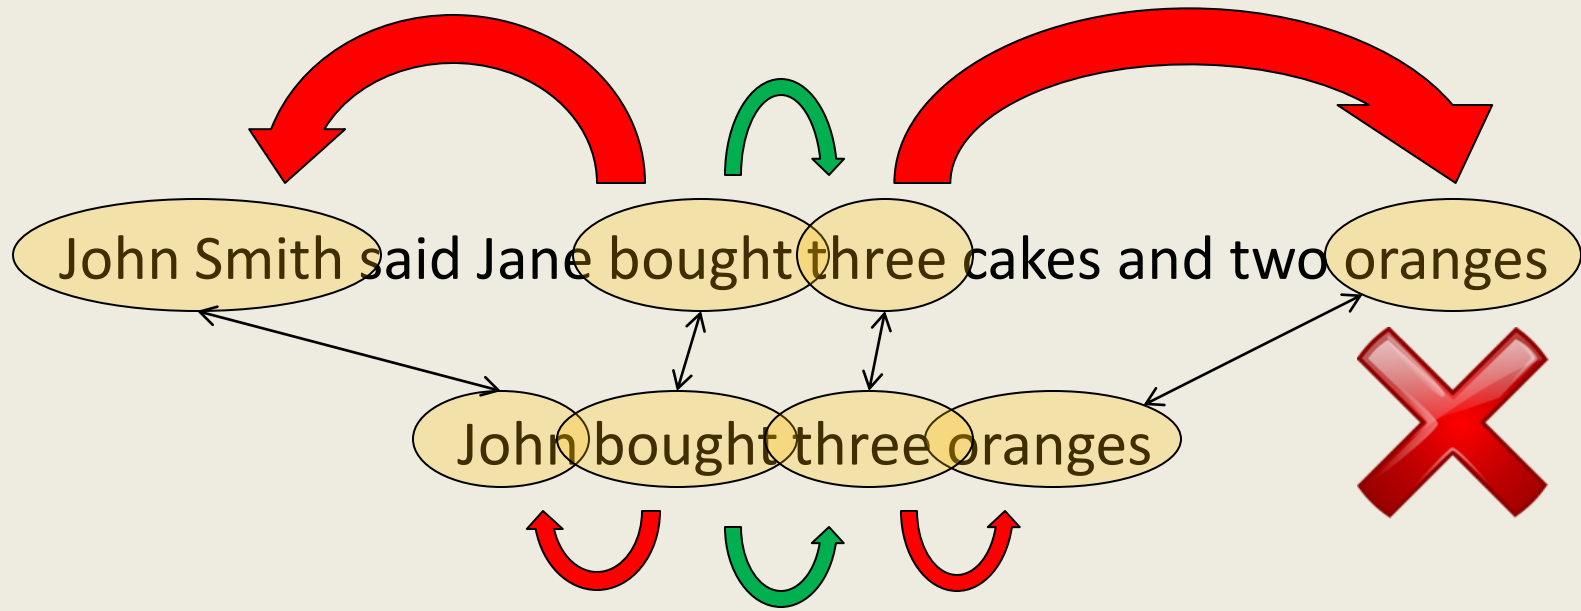 John Smith said Jane bought three cakes and two oranges
John bought three oranges